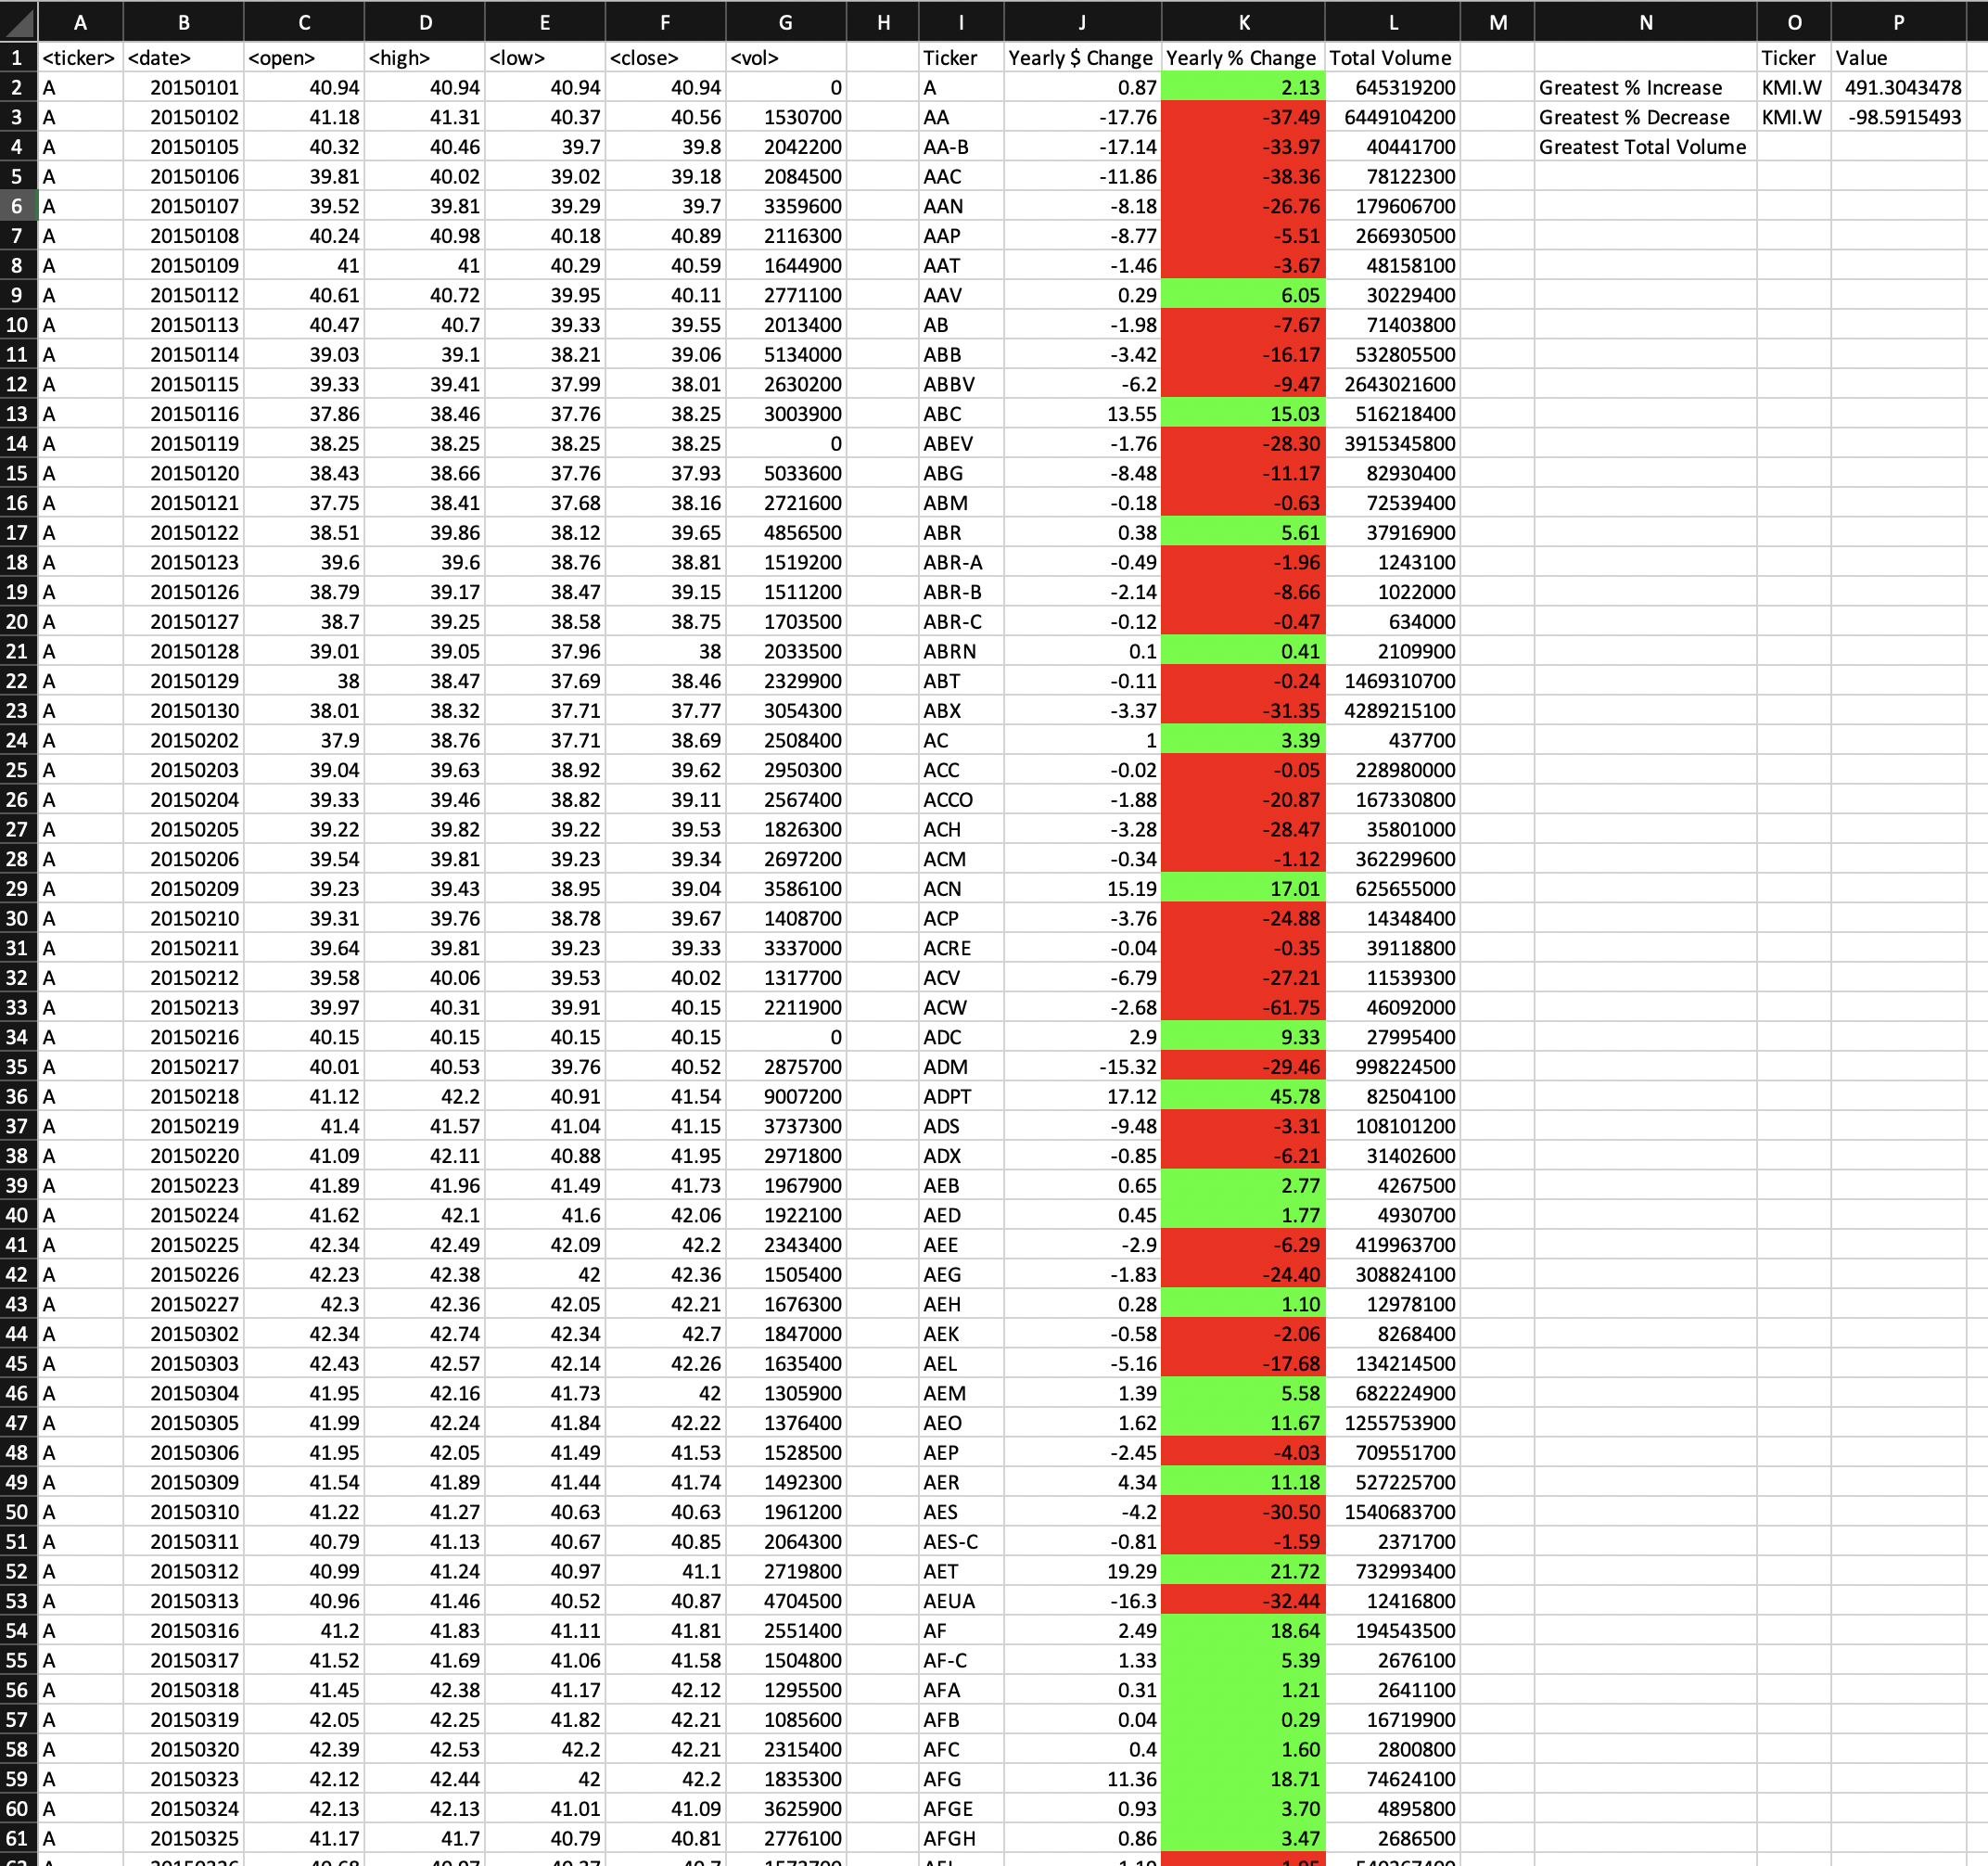 A B C D E F G H I J K L M N O P
1 <ticker> <date> <open> <high> <low> <close> <vol> Ticker Yearly $ Change Yearly % Change Total Volume Ticker Value
2 A 20150101 40.94 40.94 40.94 40.94 0 A 0.87 2.13 645319200 Greatest % Increase KMI.W 491.3043478
3 A 20150102 41.18 41.31 40.37 40.56 1530700 AA -17.76 -37.49 6449104200 Greatest % Decrease KMI.W -98.5915493
4 A 20150105 40.32 40.46 39.7 39.8 2042200 AA-B -17.14 -33.97 40441700 Greatest Total Volume
5 A 20150106 39.81 40.02 39.02 39.18 2084500 AAC -11.86 -38.36 78122300
6 A 20150107 39.52 39.81 39.29 39.7 3359600 AAN -8.18 -26.76 179606700
7 A 20150108 40.24 40.98 40.18 40.89 2116300 AAP -8.77 -5.51 266930500
8 A 20150109 41 41 40.29 40.59 1644900 AAT -1.46 -3.67 48158100
9 A 20150112 40.61 40.72 39.95 40.11 2771100 AAV 0.29 6.05 30229400
10 A 20150113 40.47 40.7 39.33 39.55 2013400 AB -1.98 -7.67 71403800
11 A 20150114 39.03 39.1 38.21 39.06 5134000 ABB -3.42 -16.17 532805500
12 A 20150115 39.33 39.41 37.99 38.01 2630200 ABBV -6.2 -9.47 2643021600
13 A 20150116 37.86 38.46 37.76 38.25 3003900 ABC 13.55 15.03 516218400
14 A 20150119 38.25 38.25 38.25 38.25 0 ABEV -1.76 -28.30 3915345800
15 A 20150120 38.43 38.66 37.76 37.93 5033600 ABG -8.48 -11.17 82930400
16 A 20150121 37.75 38.41 37.68 38.16 2721600 ABM -0.18 -0.63 72539400
17 A 20150122 38.51 39.86 38.12 39.65 4856500 ABR 0.38 5.61 37916900
18 A 20150123 39.6 39.6 38.76 38.81 1519200 ABR-A -0.49 -1.96 1243100
19 A 20150126 38.79 39.17 38.47 39.15 1511200 ABR-B -2.14 -8.66 1022000
20 A 20150127 38.7 39.25 38.58 38.75 1703500 ABR-C -0.12 -0.47 634000
21 A 20150128 39.01 39.05 37.96 38 2033500 ABRN 0.1 0.41 2109900
22 A 20150129 38 38.47 37.69 38.46 2329900 ABT -0.11 -0.24 1469310700
23 A 20150130 38.01 38.32 37.71 37.77 3054300 ABX -3.37 -31.35 4289215100
24 A 20150202 37.9 38.76 37.71 38.69 2508400 AC 1 3.39 437700
25 A 20150203 39.04 39.63 38.92 39.62 2950300 ACC -0.02 -0.05 228980000
26 A 20150204 39.33 39.46 38.82 39.11 2567400 ACCO -1.88 -20.87 167330800
27 A 20150205 39.22 39.82 39.22 39.53 1826300 ACH -3.28 -28.47 35801000
28 A 20150206 39.54 39.81 39.23 39.34 2697200 ACM -0.34 -1.12 362299600
29 A 20150209 39.23 39.43 38.95 39.04 3586100 ACN 15.19 17.01 625655000
30 A 20150210 39.31 39.76 38.78 39.67 1408700 ACP -3.76 -24.88 14348400
31 A 20150211 39.64 39.81 39.23 39.33 3337000 ACRE -0.04 -0.35 39118800
32 A 20150212 39.58 40.06 39.53 40.02 1317700 ACV -6.79 -27.21 11539300
33 A 20150213 39.97 40.31 39.91 40.15 2211900 ACW -2.68 -61.75 46092000
34 A 20150216 40.15 40.15 40.15 40.15 0 ADC 2.9 9.33 27995400
35 A 20150217 40.01 40.53 39.76 40.52 2875700 ADM -15.32 -29.46 998224500
36 A 20150218 41.12 42.2 40.91 41.54 9007200 ADPT 17.12 45.78 82504100
37 A 20150219 41.4 41.57 41.04 41.15 3737300 ADS -9.48 -3.31 108101200
38 A 20150220 41.09 42.11 40.88 41.95 2971800 ADX -0.85 -6.21 31402600
39 A 20150223 41.89 41.96 41.49 41.73 1967900 AEB 0.65 2.77 4267500
40 A 20150224 41.62 42.1 41.6 42.06 1922100 AED 0.45 1.77 4930700
41 A 20150225 42.34 42.49 42.09 42.2 2343400 AEE -2.9 -6.29 419963700
42 A 20150226 42.23 42.38 42 42.36 1505400 AEG -1.83 -24.40 308824100
43 A 20150227 42.3 42.36 42.05 42.21 1676300 AEH 0.28 1.10 12978100
44 A 20150302 42.34 42.74 42.34 42.7 1847000 AEK -0.58 -2.06 8268400
45 A 20150303 42.43 42.57 42.14 42.26 1635400 AEL -5.16 -17.68 134214500
46 A 20150304 41.95 42.16 41.73 42 1305900 AEM 1.39 5.58 682224900
47 A 20150305 41.99 42.24 41.84 42.22 1376400 AEO 1.62 11.67 1255753900
48 A 20150306 41.95 42.05 41.49 41.53 1528500 AEP -2.45 -4.03 709551700
49 A 20150309 41.54 41.89 41.44 41.74 1492300 AER 4.34 11.18 527225700
50 A 20150310 41.22 41.27 40.63 40.63 1961200 AES -4.2 -30.50 1540683700
51 A 20150311 40.79 41.13 40.67 40.85 2064300 AES-C -0.81 -1.59 2371700
52 A 20150312 40.99 41.24 40.97 41.1 2719800 AET 19.29 21.72 732993400
53 A 20150313 40.96 41.46 40.52 40.87 4704500 AEUA -16.3 -32.44 12416800
54 A 20150316 41.2 41.83 41.11 41.81 2551400 AF 2.49 18.64 194543500
55 A 20150317 41.52 41.69 41.06 41.58 1504800 AF-C 1.33 5.39 2676100
56 A 20150318 41.45 42.38 41.17 42.12 1295500 AFA 0.31 1.21 2641100
57 A 20150319 42.05 42.25 41.82 42.21 1085600 AFB 0.04 0.29 16719900
58 A 20150320 42.39 42.53 42.2 42.21 2315400 AFC 0.4 1.60 2800800
59 A 20150323 42.12 42.44 42 42.2 1835300 AFG 11.36 18.71 74624100
60 A 20150324 42.13 42.13 41.01 41.09 3625900 AFGE 0.93 3.70 4895800
61 A 20150325 41.17 41.7 40.79 40.81 2776100 AFGH 0.86 3.47 2686500